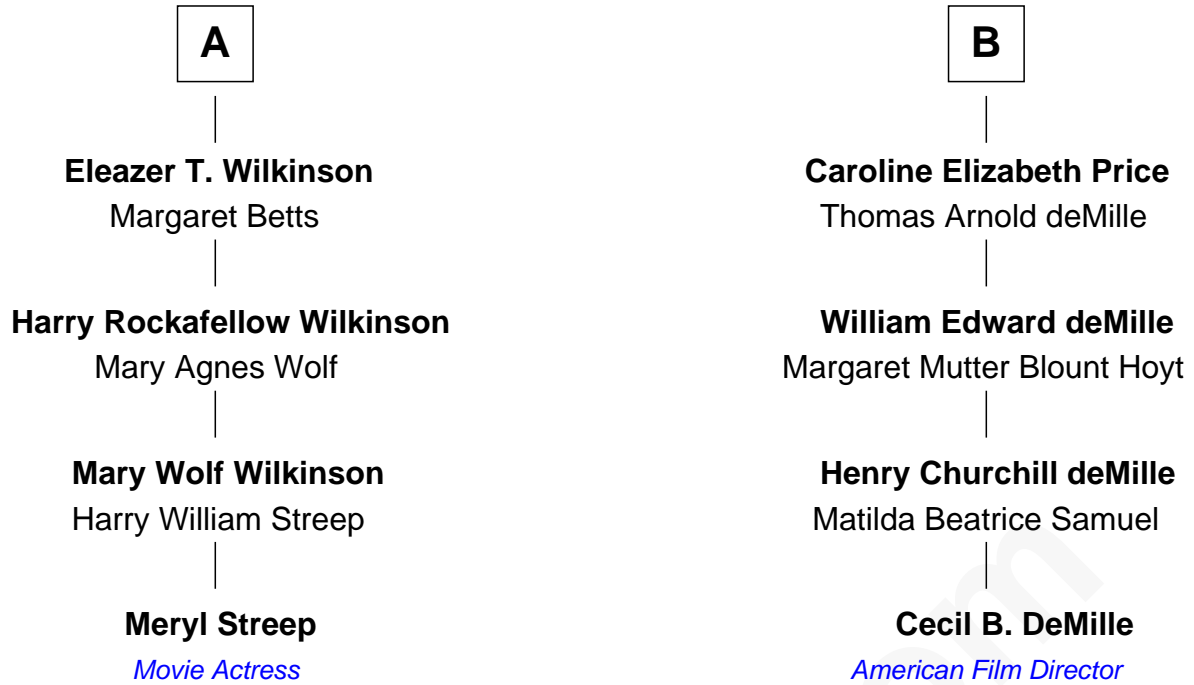 A
Eleazer T. Wilkinson
Margaret Betts
Harry Rockafellow Wilkinson
Mary Agnes Wolf
Mary Wolf Wilkinson
Harry William Streep
Meryl Streep
Movie Actress
B
Caroline Elizabeth Price
Thomas Arnold deMille
William Edward deMille
Margaret Mutter Blount Hoyt
Henry Churchill deMille
Matilda Beatrice Samuel
Cecil B. DeMille
American Film Director